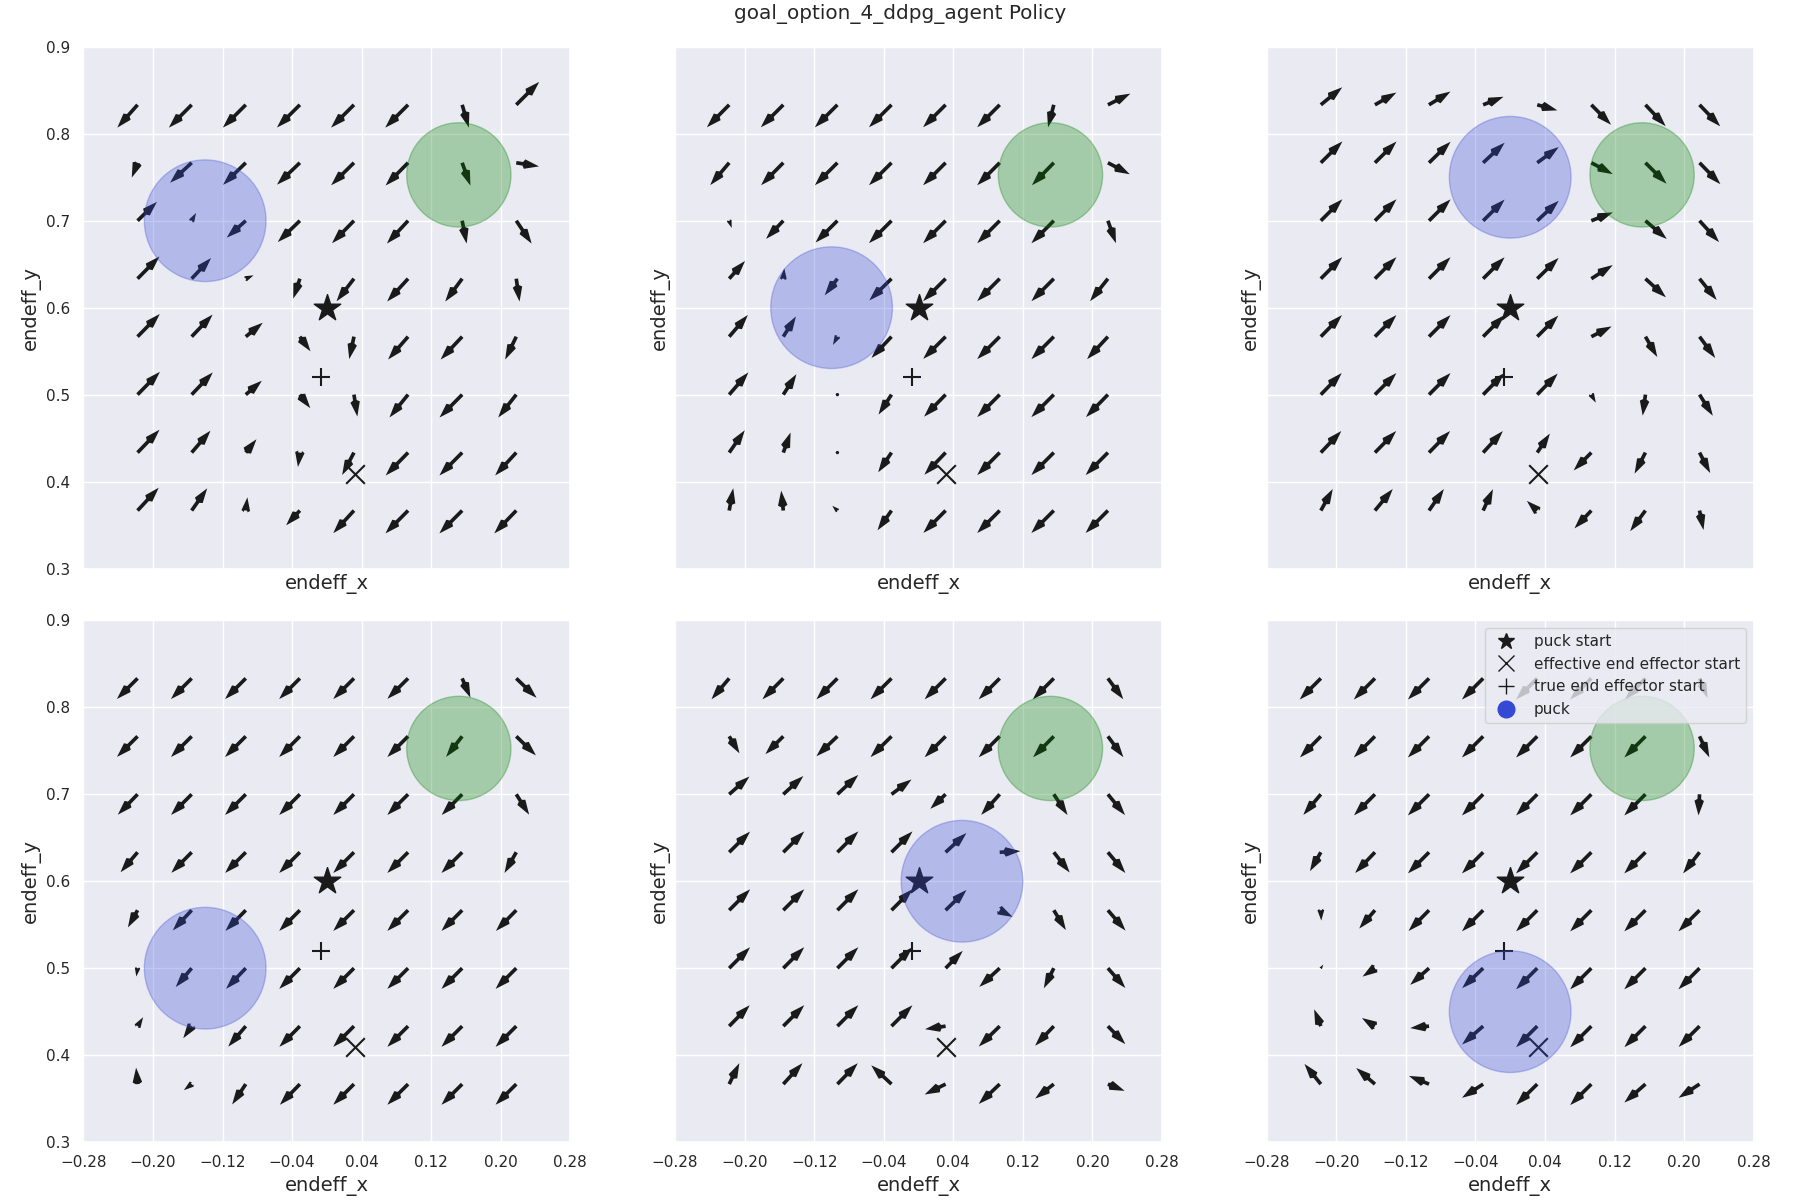 goal_option_4_ddpg_agent Policy
0.9
0.8
0.7
0.6
0.5
0.4
0.3
endeff_y
endeff_x
endeff_y
endeff_x
endeff_y
endeff_x
0.9
0.8
0.7
0.6
0.5
0.4
0.3
endeff_y
−0.28 −0.20 −0.12 −0.04 0.04 0.12 0.20 0.28
endeff_x
endeff_y
−0.28 −0.20 −0.12 −0.04 0.04 0.12 0.20 0.28
endeff_x
puck start
effective end effector start
true end effector start
puck
endeff_y
−0.28 −0.20 −0.12 −0.04 0.04 0.12 0.20 0.28
endeff_x